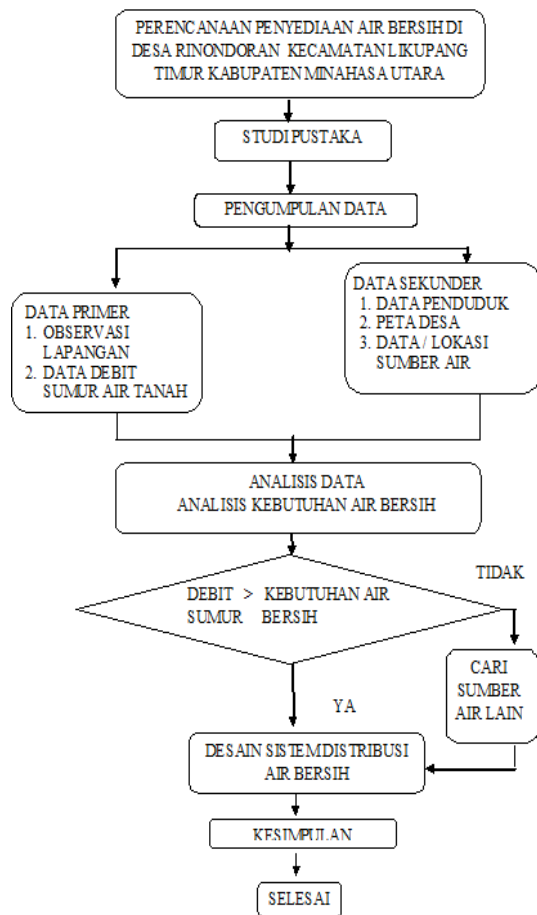 PERENCANAAN PENYEDIAAN AIR BERSIH DI
DESA RINONDORAN KECAMATAN LIKUPANG
TIMUR KABUPATEN MINAHASA UTARA
STUDI PUSTAKA
PENGUMPULAN DATA
DATA PRIMER
1. OBSERVASI
LAPANGAN
2. DATA DEBIT
SUMUR AIR TANAH
DATA SEKUNDER
1. DATA PENDUDUK
2. PETA DESA
3. DATA / LOKASI
SUMBER AIR
ANALISIS DATA
ANALISIS KEBUTUHAN AIR BERSIH
DEBIT > KEBUTUHAN AIR
SUMUR BERSIH
TIDAK
CARI
SUMBER
AIR LAIN
YA
DESAIN SISTEM DISTRIBUSI
AIR BERSIH
KESIMPULAN
SELESAI